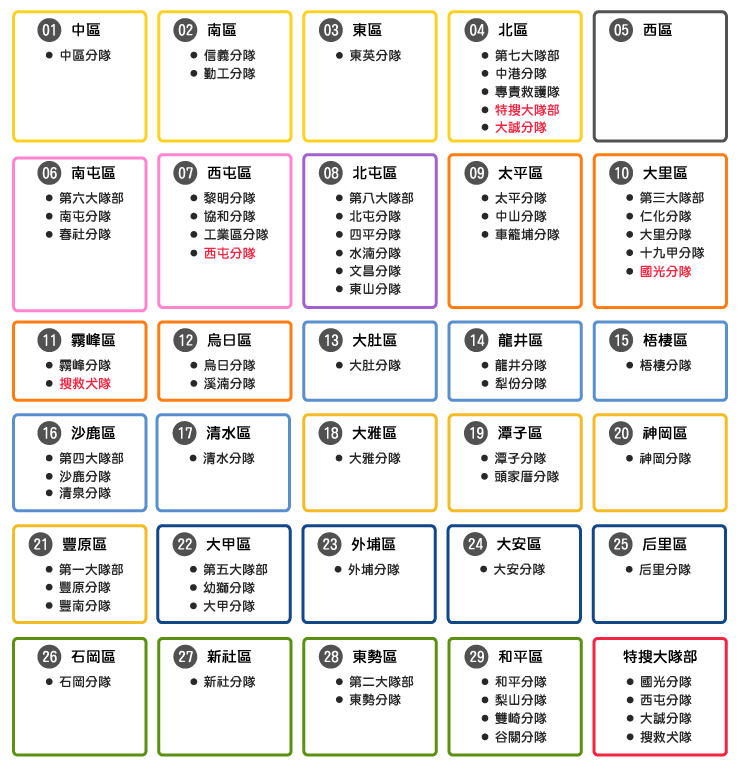 01 中區
● 中區分隊
02 南區
● 信義分隊
● 勤工分隊
03 東區
● 東英分隊
04 北區
● 第七大隊部
● 中港分隊
● 專責救護隊
● 特搜大隊部
● 大誠分隊
05 西區
06 南屯區
● 第六大隊部
● 南屯分隊
● 春社分隊
07 西屯區
● 黎明分隊
● 協和分隊
● 工業區分隊
● 西屯分隊
08 北屯區
● 第八大隊部
● 北屯分隊
● 四平分隊
● 水湳分隊
● 文昌分隊
● 東山分隊
09 太平區
● 太平分隊
● 中山分隊
● 車籠埔分隊
10 大里區
● 第三大隊部
● 仁化分隊
● 大里分隊
● 十九甲分隊
● 國光分隊
11 霧峰區
● 霧峰分隊
● 搜救犬隊
12 烏日區
● 烏日分隊
● 溪湳分隊
13 大肚區
● 大肚分隊
14 龍井區
● 龍井分隊
● 犁份分隊
15 梧棲區
● 梧棲分隊
16 沙鹿區
● 第四大隊部
● 沙鹿分隊
● 清泉分隊
17 清水區
● 清水分隊
18 大雅區
● 大雅分隊
19 潭子區
● 潭子分隊
● 頭家厝分隊
20 神岡區
● 神岡分隊
21 豐原區
● 第一大隊部
● 豐原分隊
● 豐南分隊
22 大甲區
● 第五大隊部
● 幼獅分隊
● 大甲分隊
23 外埔區
● 外埔分隊
24 大安區
● 大安分隊
25 后里區
● 后里分隊
26 石岡區
● 石岡分隊
27 新社區
● 新社分隊
28 東勢區
● 第二大隊部
● 東勢分隊
29 和平區
● 和平分隊
● 梨山分隊
● 雙崎分隊
● 谷關分隊
特搜大隊部
● 國光分隊
● 西屯分隊
● 大誠分隊
● 搜救犬隊